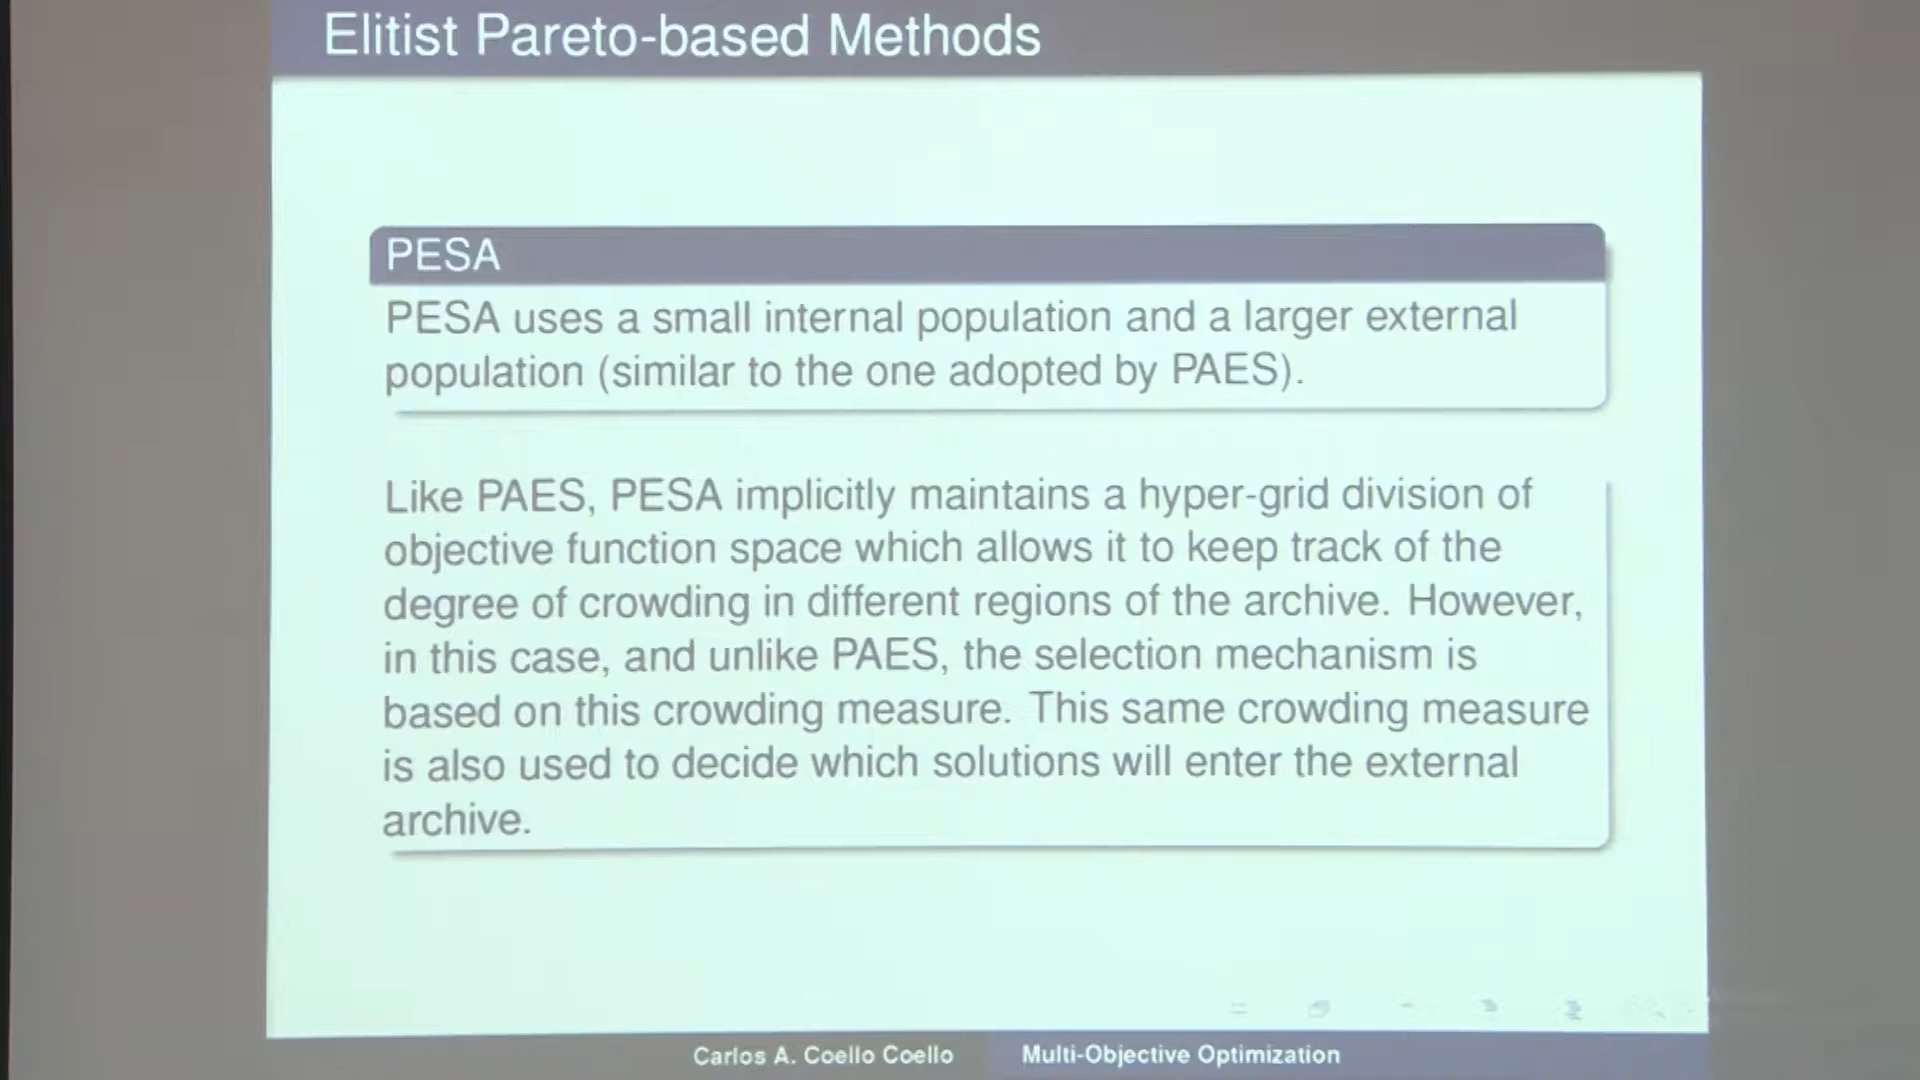 Elitist Pareto-based Methods
PESA
PESA uses a small internal population and a larger external
population (similar to the one adopted by PAES).
Like PAES, PESA implicitly maintains a hyper-grid division of
objective function space which allows it to keep track of the
degree of crowding in different regions of the archive. However,
in this case, and unlike PAES, the selection mechanism is
based on this crowding measure. This same crowding measure
is also used to decide which solutions will enter the external
archive.
Carlos A. Coello Coello
Multi-Objective Optimization